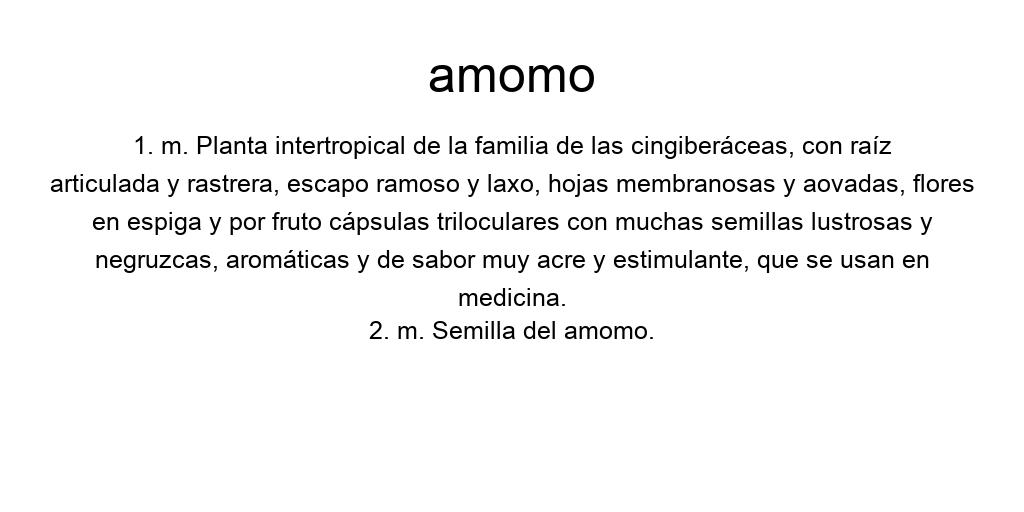 amomo
1. m. Planta intertropical de la familia de las cingiberáceas, con raíz
articulada y rastrera, escapo ramoso y laxo, hojas membranosas y aovadas, flores
en espiga y por fruto cápsulas triloculares con muchas semillas lustrosas y
negruzcas, aromáticas y de sabor muy acre y estimulante, que se usan en
medicina.
2. m. Semilla del amomo.